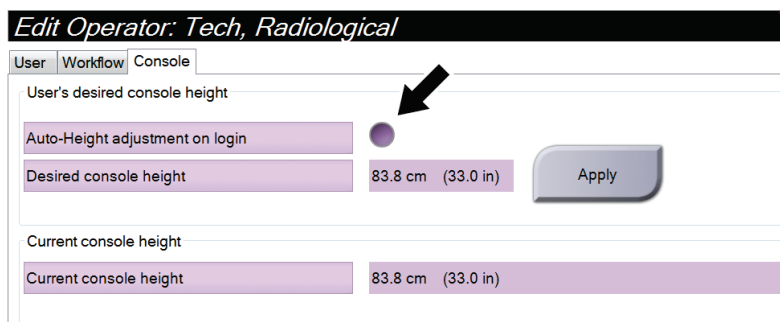 Edit Operator: Tech, Radiological
User Workflow Console
User's desired console height
Auto-Height adjustment on login
Desired console height 83.8 cm (33.0 in) Apply
Current console height
Current console height 83.8 cm (33.0 in)